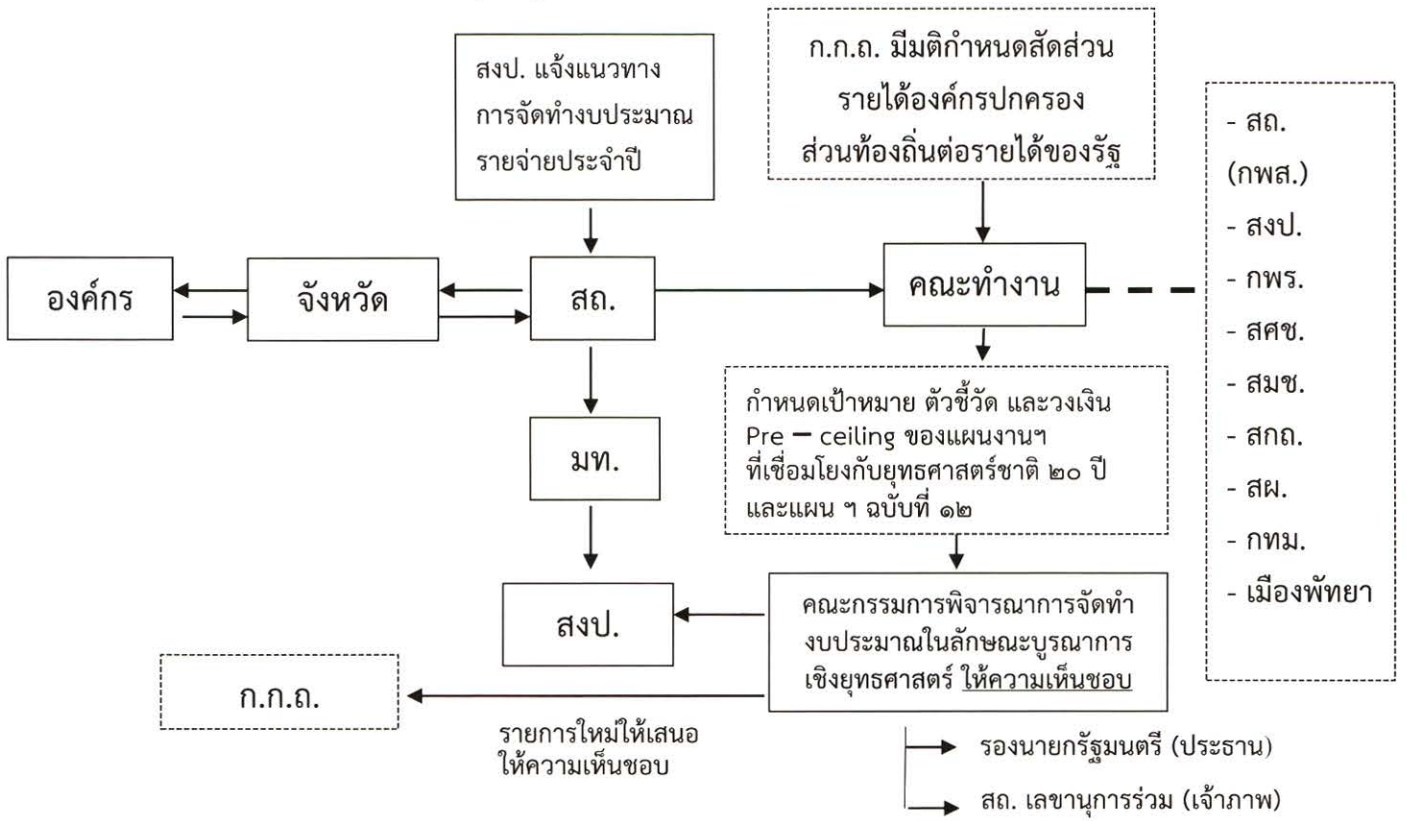 สงป. แจ้งแนวทาง
การจัดทำงบประมาณ
รายจ่ายประจำปี
ก.ก.ถ. มีมติกำหนดสัดส่วน
รายได้องค์กรปกครอง
ส่วนท้องถิ่นต่อรายได้ของรัฐ
องค์กร
จังหวัด
สถ.
คณะทำงาน
- สถ.
(กพส.)
- สงป.
- กพร.
- สศช.
- สมช.
- สกถ.
- สผ.
- กทม.
- เมืองพัทยา
มท.
กำหนดเป้าหมาย ตัวชี้วัด และวงเงิน
Pre – ceiling ของแผนงานฯ
ที่เชื่อมโยงกับยุทธศาสตร์ชาติ ๒๐ ปี
และแผน ฯ ฉบับที่ ๑๒
สงป.
คณะกรรมการพิจารณาการจัดทำ
งบประมาณในลักษณะบูรณาการ
เชิงยุทธศาสตร์ ให้ความเห็นชอบ
ก.ก.ถ.
รายการใหม่ให้เสนอ
ให้ความเห็นชอบ
รองนายกรัฐมนตรี (ประธาน)
สถ. เลขานุการร่วม (เจ้าภาพ)